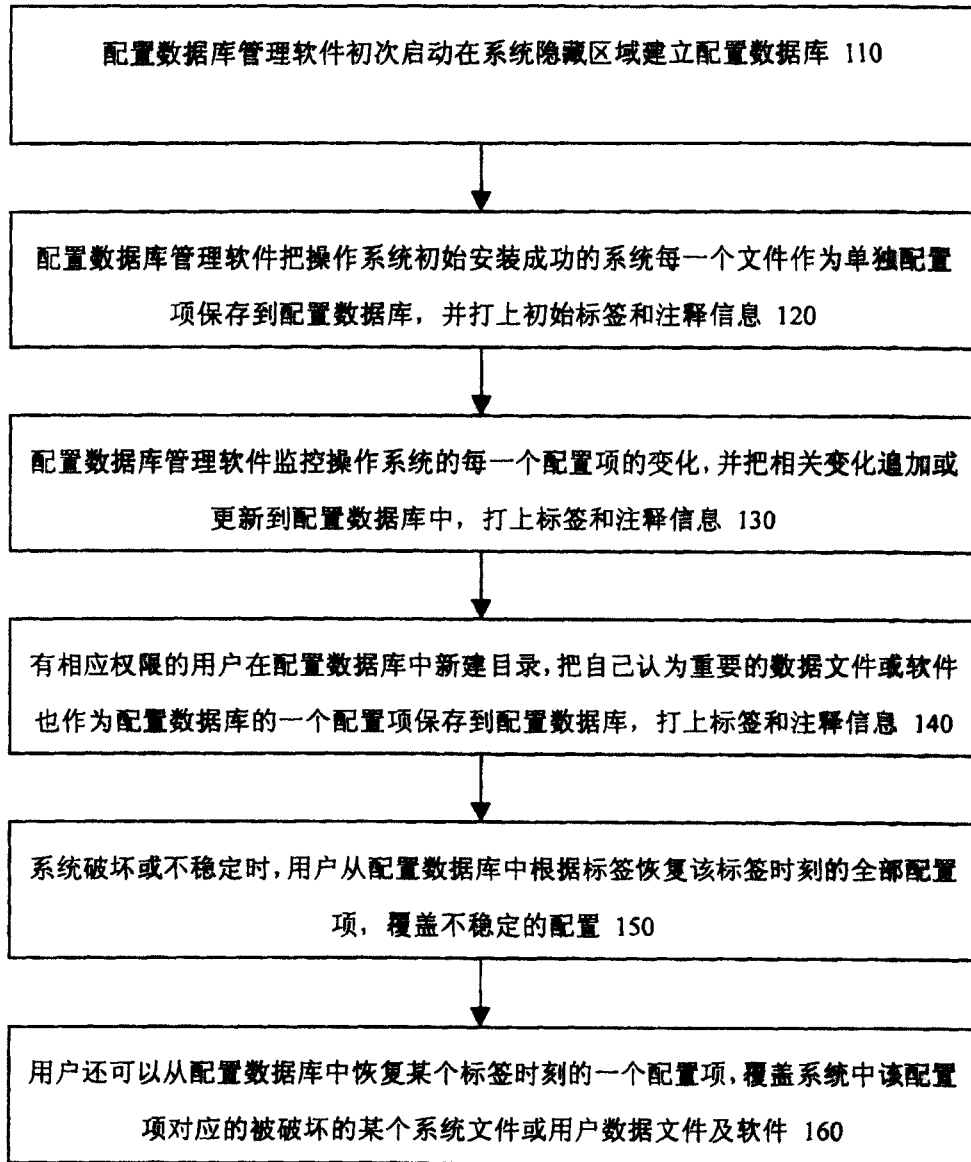 配置数据库管理软件初次启动在系统隐藏区域建立配置数据库 110
配置数据库管理软件把操作系统初始安装成功的系统每一个文件作为单独配置
项保存到配置数据库，并打上初始标签和注释信息 120
配置数据库管理软件监控操作系统的每一个配置项的变化，并把相关变化追加或
更新到配置数据库中，打上标签和注释信息 130
有相应权限的用户在配置数据库中新建目录，把自己认为重要的数据文件或软件
也作为配置数据库的一个配置项保存到配置数据库，打上标签和注释信息 140
系统破坏或不稳定时，用户从配置数据库中根据标签恢复该标签时刻的全部配置
项，覆盖不稳定的配置 150
用户还可以从配置数据库中恢复某个标签时刻的一个配置项，覆盖系统中该配置
项对应的被破坏的某个系统文件或用户数据文件及软件 160